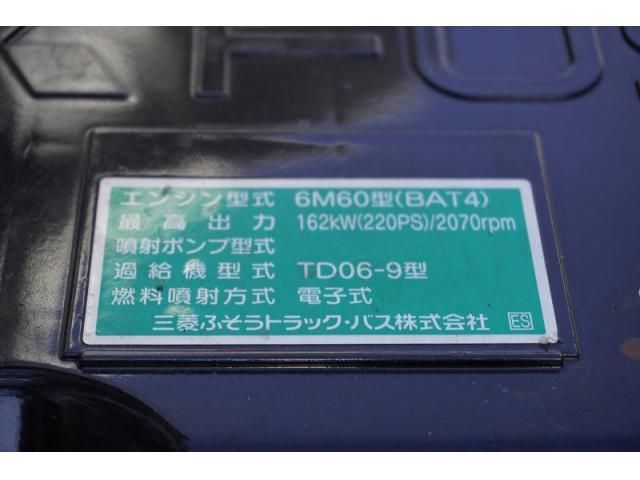 FUSO
エンジン型式 6M60型(BAT4)
最高出力 162kW(220PS)/2070rpm
噴射ポンプ型式
過給機型式 TD06-9型
燃料噴射方式 電子式
三菱ふそうトラック・バス株式会社 ES